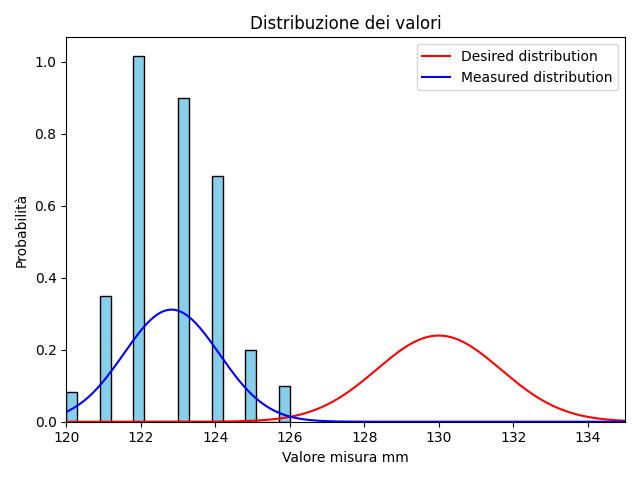 Distribuzione dei valori
Desired distribution
Measured distribution
Probabilità
1.0
0.8
0.6
0.4
0.2
0.0
120 122 124 126 128 130 132 134
Valore misura mm